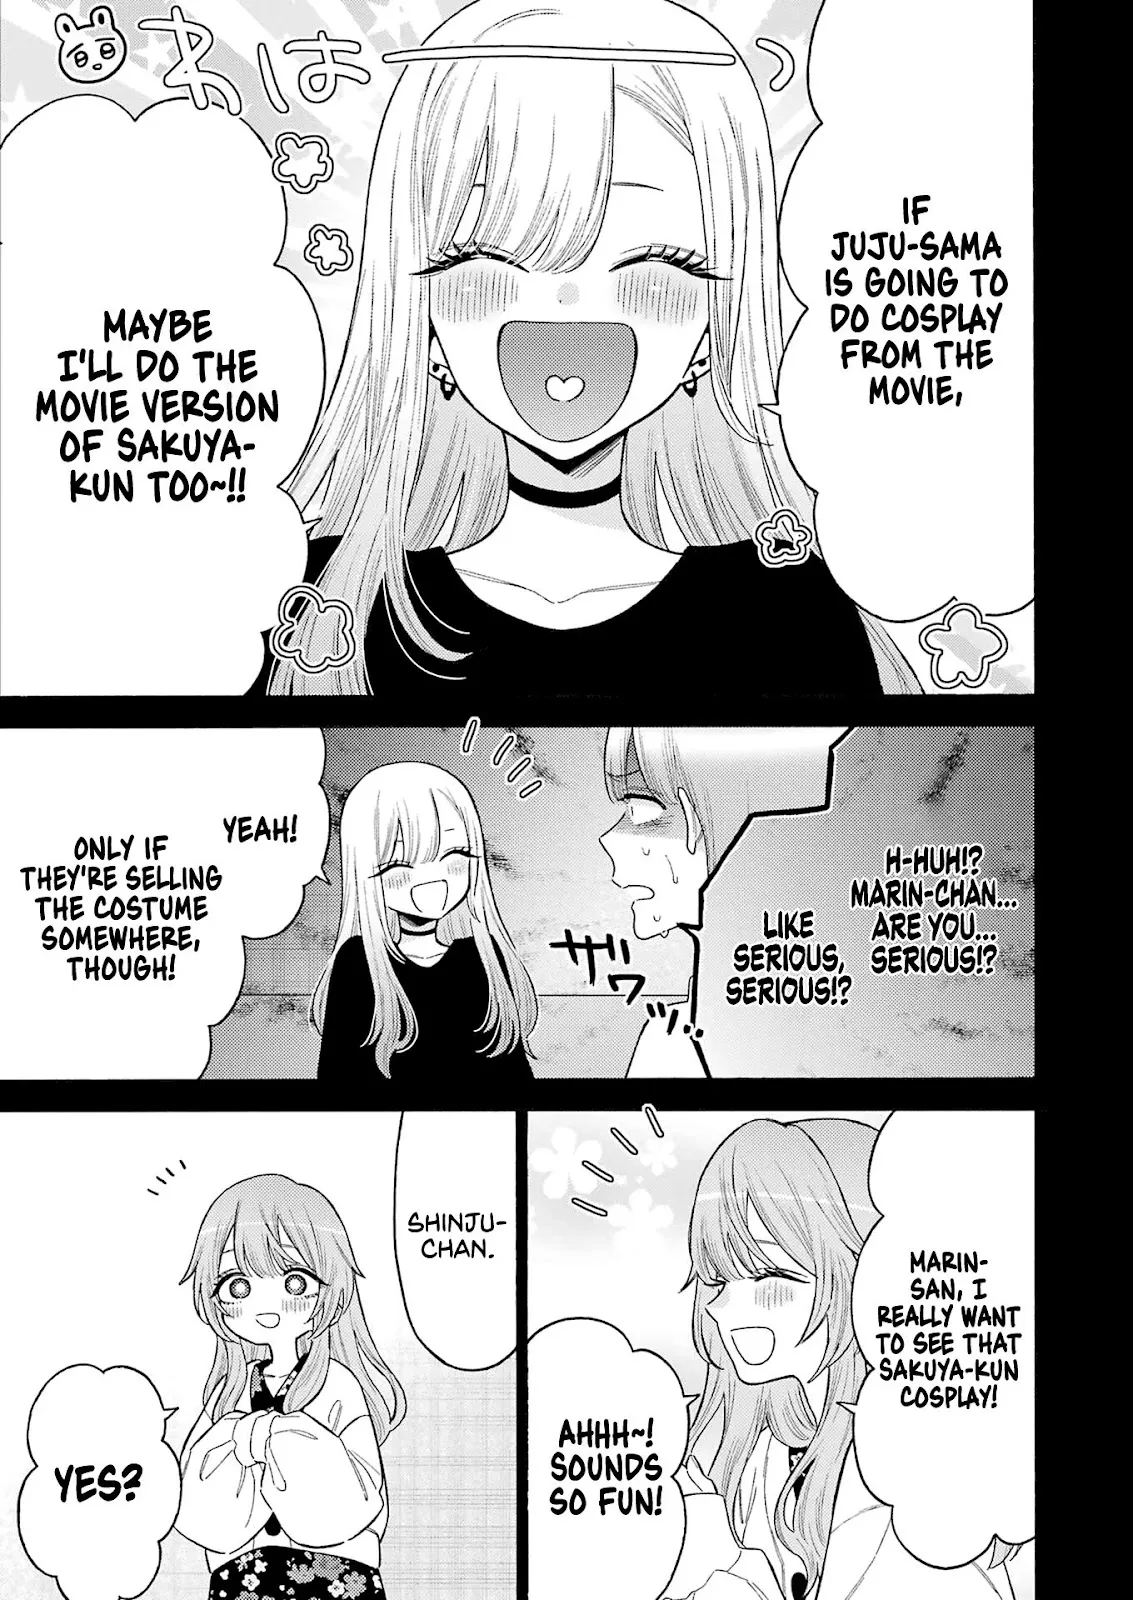 わはーっ
IF
JUJU-SAMA
IS GOING TO
DO COSPLAY
FROM THE
MOVIE,
MAYBE
I'LL DO THE
MOVIE VERSION
OF SAKUYA-
KUN TOO~!!
H-HUH!?
MARIN-CHAN...
ARE YOU...
SERIOUS!?
LIKE
SERIOUS,
SERIOUS!?
ザワッ..
YEAH!
ONLY IF
THEY'RE SELLING
THE COSTUME
SOMEWHERE,
THOUGH!
MARIN-
SAN, I
REALLY WANT
TO SEE THAT
SAKUYA-KUN
COSPLAY!
AHHH~!
SOUNDS
SO FUN!
SHINJU-
CHAN.
YES?